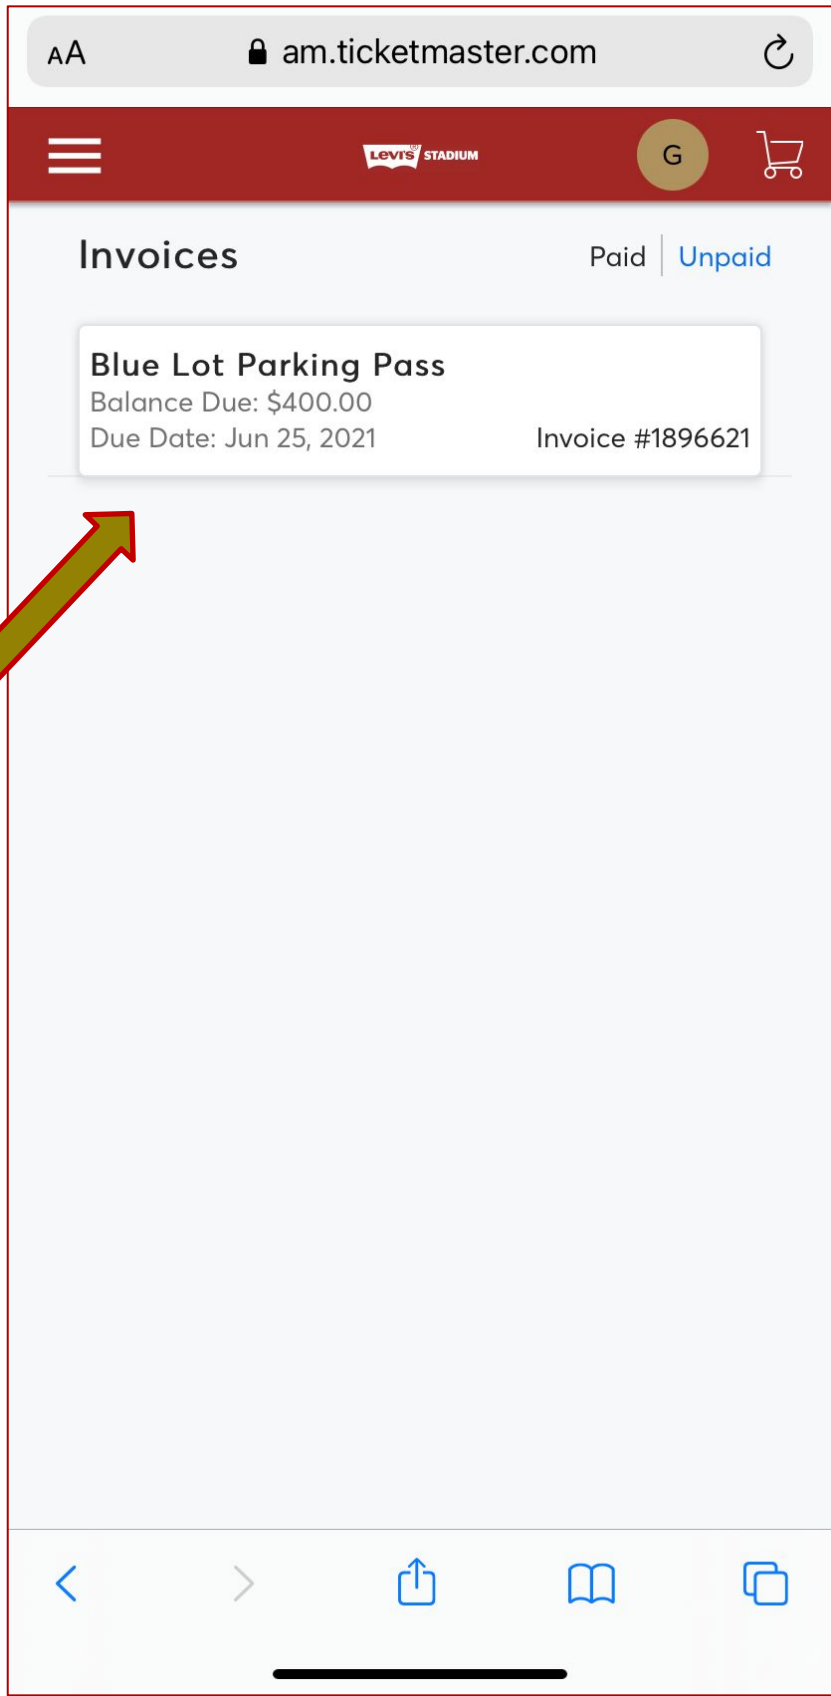 AA am.ticketmaster.com
LEVI'S® STADIUM G
Invoices Paid Unpaid
Blue Lot Parking Pass
Balance Due: $400.00
Due Date: Jun 25, 2021 Invoice #1896621